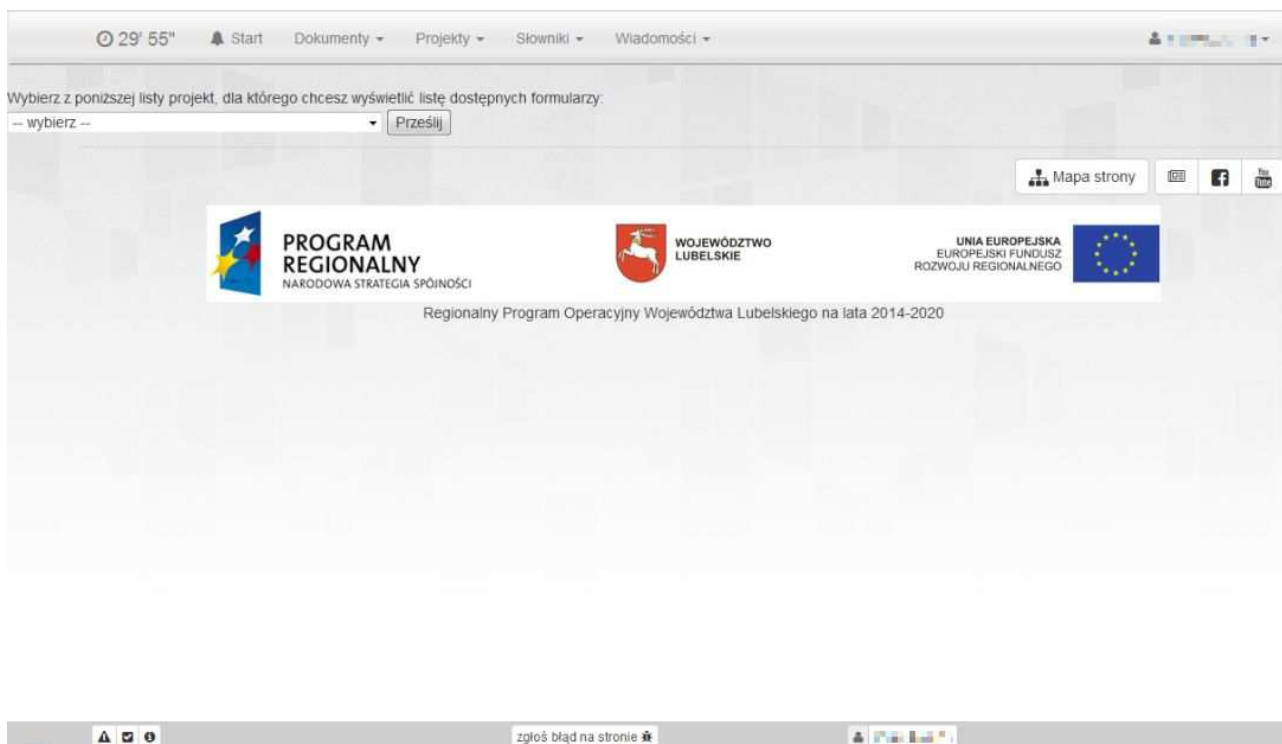 29' 55" Start Dokumenty Projekty Słowniki Wiadomości
Wybierz z poniższej listy projekt, dla którego chcesz wyświetlić listę dostępnych formularzy:
-- wybierz -- Prześlij
Mapa strony You Tube
PROGRAM
REGIONALNY
NARODOWA STRATEGIA SPÓJNOŚCI
WOJEWÓDZTWO
LUBELSKIE
UNIA EUROPEJSKA
EUROPEJSKI FUNDUSZ
ROZWOJU REGIONALNEGO
Regionalny Program Operacyjny Województwa Lubelskiego na lata 2014-2020
zgłoś błąd na stronie